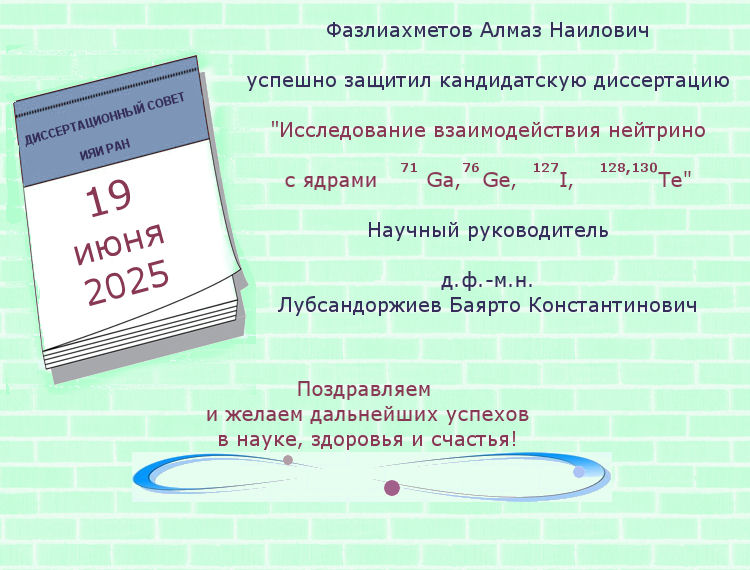 ДИССЕРТАЦИОННЫЙ СОВЕТ
ИЯИ РАН
19
июня
2025
Фазлиахметов Алмаз Наилович
успешно защитил кандидатскую диссертацию
"Исследование взаимодействия нейтрино
с ядрами ⁷¹Ga, ⁷⁶Ge, ¹²⁷I, ¹²⁸,¹³⁰Te"
Научный руководитель
д.ф.-м.н.
Лубсандоржиев Баярто Константинович
Поздравляем
и желаем дальнейших успехов
в науке, здоровья и счастья!